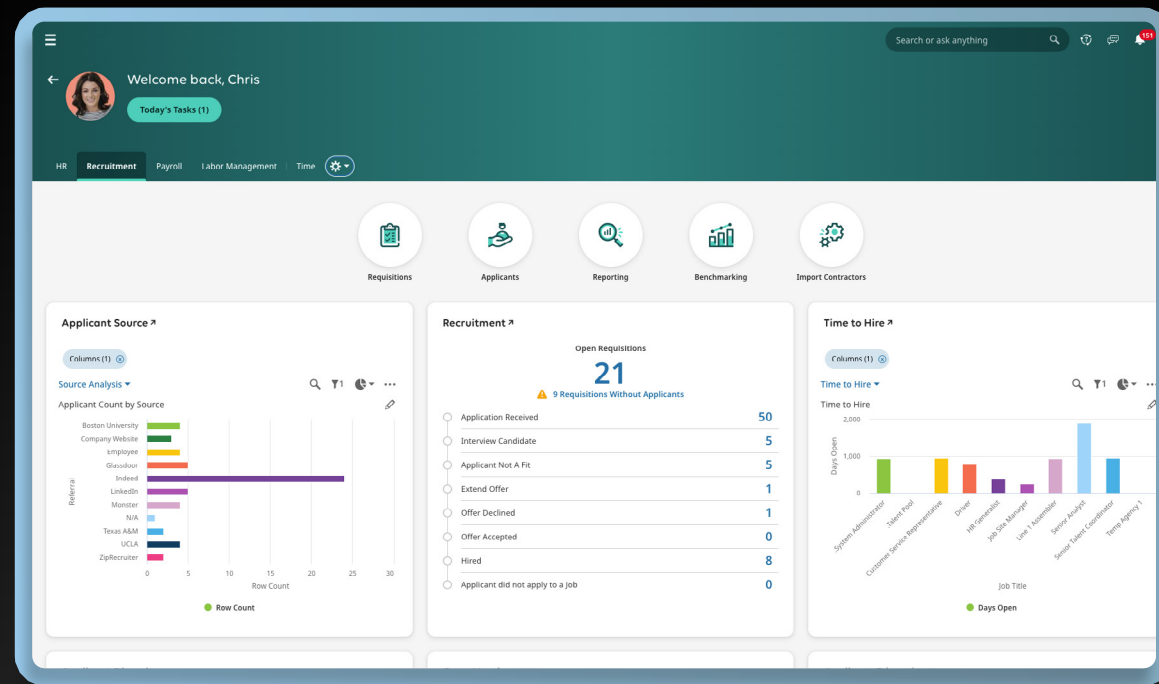 Search or ask anything
151
Welcome back, Chris
Today's Tasks (1)
HR Recruitment Payroll Labor Management Time
Requisitions Applicants Reporting Benchmarking Import Contractors
Applicant Source
Columns (1)
Source Analysis
1
Applicant Count by Source
Referral
Boston University
Company Website
Employee
Glassdoor
Indeed
LinkedIn
Monster
N/A
Texas A&M
UCLA
ZipRecruiter
0 5 10 15 20 25 30
Row Count
Row Count
Recruitment
Open Requisitions
21
9 Requisitions Without Applicants
Application Received 50
Interview Candidate 5
Applicant Not A Fit 5
Extend Offer 1
Offer Declined 1
Offer Accepted 0
Hired 8
Applicant did not apply to a Job 0
Time to Hire
Columns (1)
Time to Hire
1
Time to Hire
Days Open
2,000
1,000
0
System Administrator
Talent Pool
Customer Service Representative
Driver
HR Generalist
Job Site Manager
Line 1 Assembler
Senior Analyst
Senior Talent Coordinator
Temp Agency 1
Job Title
Days Open